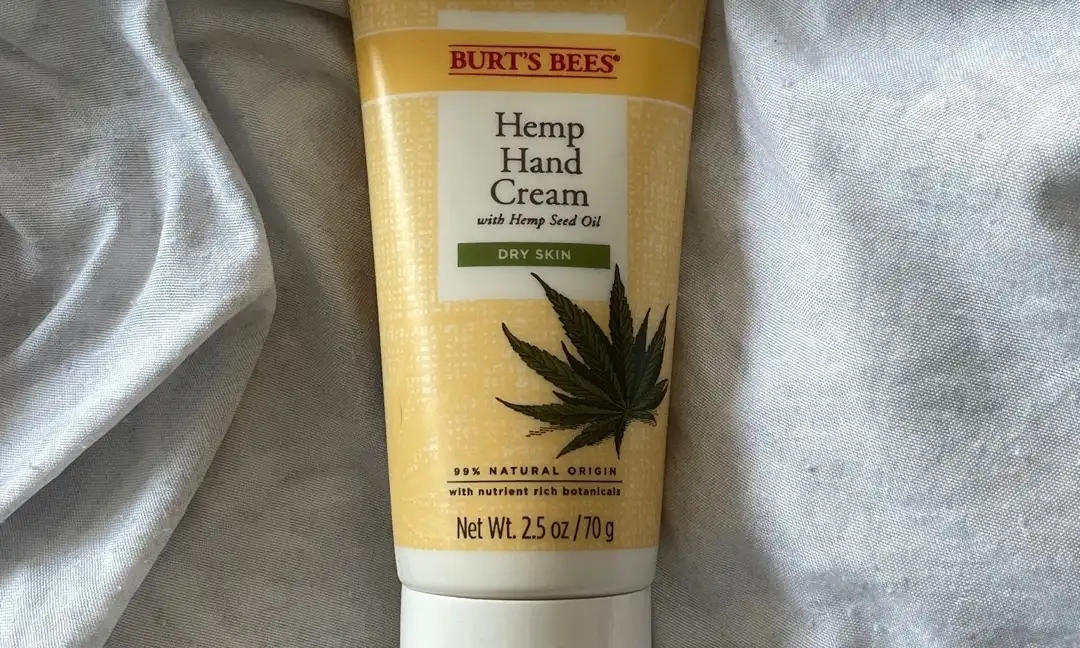 BURT'S BEES®
Hemp
Hand
Cream
with Hemp Seed Oil
DRY SKIN
99% NATURAL ORIGIN
with nutrient rich botanicals
Net Wt. 2.5 oz / 70 g